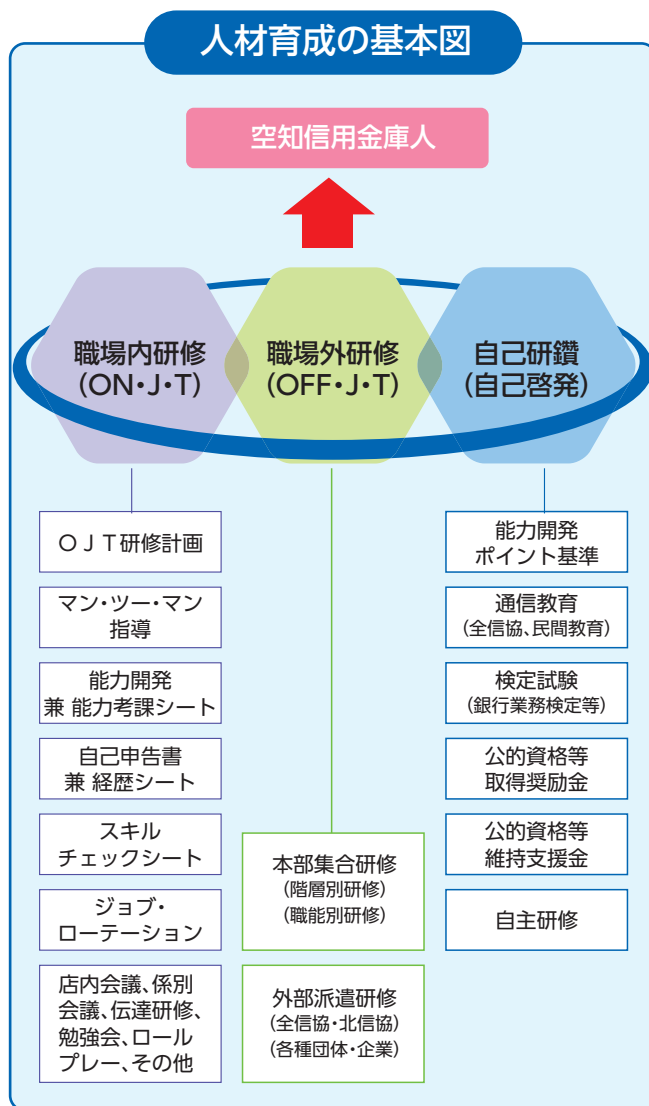 人材育成の基本図
空知信用金庫人
職場内研修
(ON・J・T)
職場外研修
(OFF・J・T)
自己研鑽
(自己啓発)
OJT研修計画
マン・ツー・マン
指導
能力開発
兼 能力考課シート
自己申告書
兼 経歴シート
スキル
チェックシート
ジョブ・
ローテーション
店内会議、係別
会議、伝達研修、
勉強会、ロール
プレー、その他
本部集合研修
(階層別研修)
(職能別研修)
外部派遣研修
(全信協・北信協)
(各種団体・企業)
能力開発
ポイント基準
通信教育
(全信協、民間教育)
検定試験
(銀行業務検定等)
公的資格等
取得奨励金
公的資格等
維持支援金
自主研修